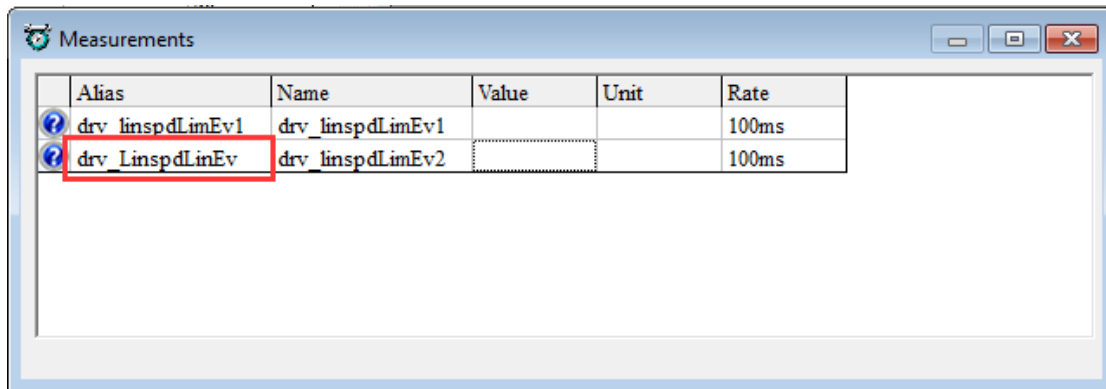 Measurements
Alias Name Value Unit Rate
drv_linspdLimEv1 drv_linspdLimEv1 100ms
drv_LinspdLinEv drv_linspdLimEv2 100ms